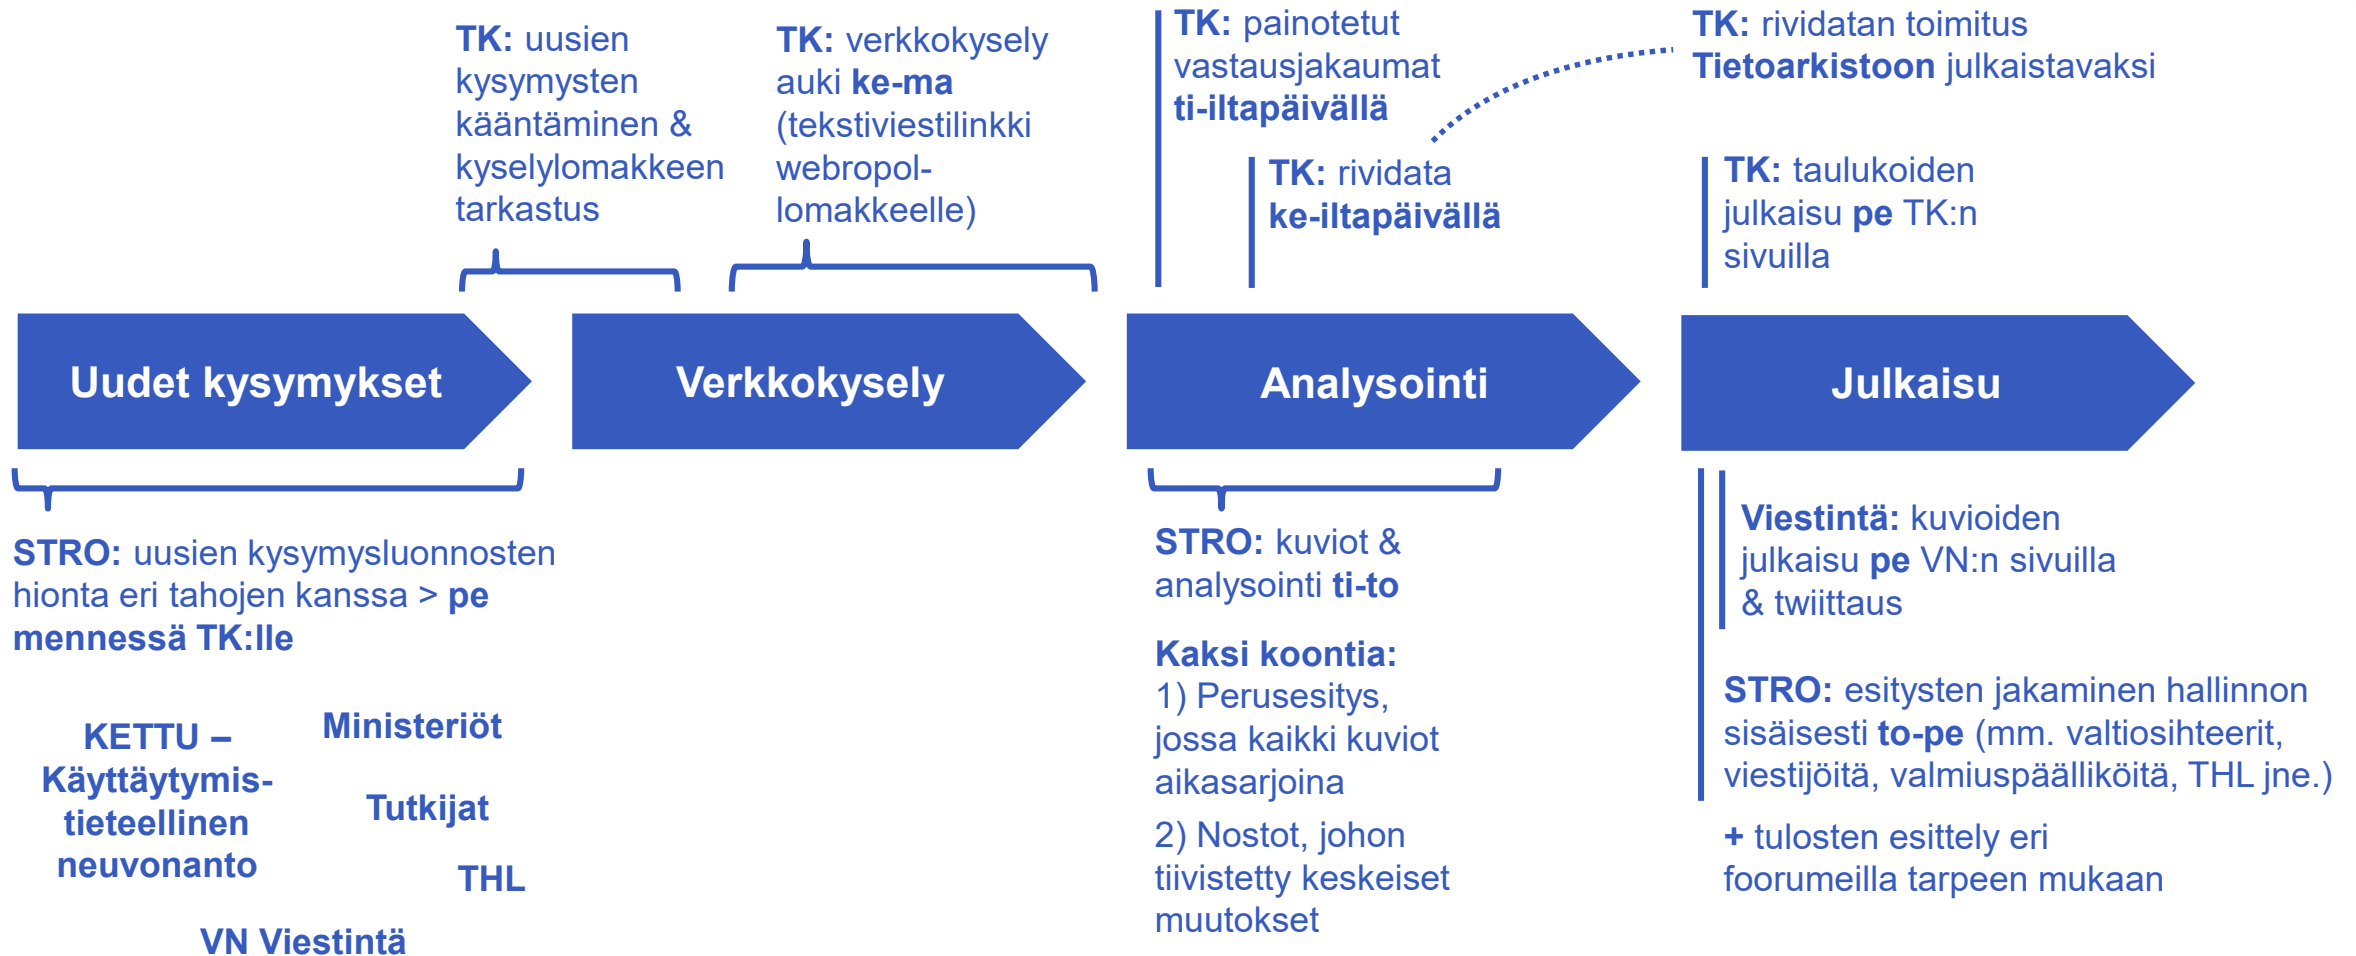 TK: uusien
kysymysten
kääntäminen &
kyselylomakkeen
tarkastus
TK: verkkokysely
auki ke-ma
(tekstiviestilinkki
webropol-
lomakkeelle)
TK: painotetut
vastausjakaumat
ti-iltapäivällä
TK: rividata
ke-iltapäivällä
TK: rividatan toimitus
Tietoarkistoon julkaistavaksi
TK: taulukoiden
julkaisu pe TK:n
sivuilla
Uudet kysymykset
Verkkokysely
Analysointi
Julkaisu
STRO: uusien kysymysluonnosten
hionta eri tahojen kanssa > pe
mennessä TK:lle
KETTU –
Käyttäytymis-
tieteellinen
neuvonanto
Ministeriöt
Tutkijat
THL
VN Viestintä
STRO: kuviot &
analysointi ti-to
Kaksi koontia:
1) Perusesitys,
jossa kaikki kuviot
aikasarjoina
2) Nostot, johon
tiivistetty keskeiset
muutokset
Viestintä: kuvioiden
julkaisu pe VN:n sivuilla
& twiittaus
STRO: esitysten jakaminen hallinnon
sisäisesti to-pe (mm. valtiosihteerit,
viestijöitä, valmiuspäälliköitä, THL jne.)
+ tulosten esittely eri
foorumeilla tarpeen mukaan